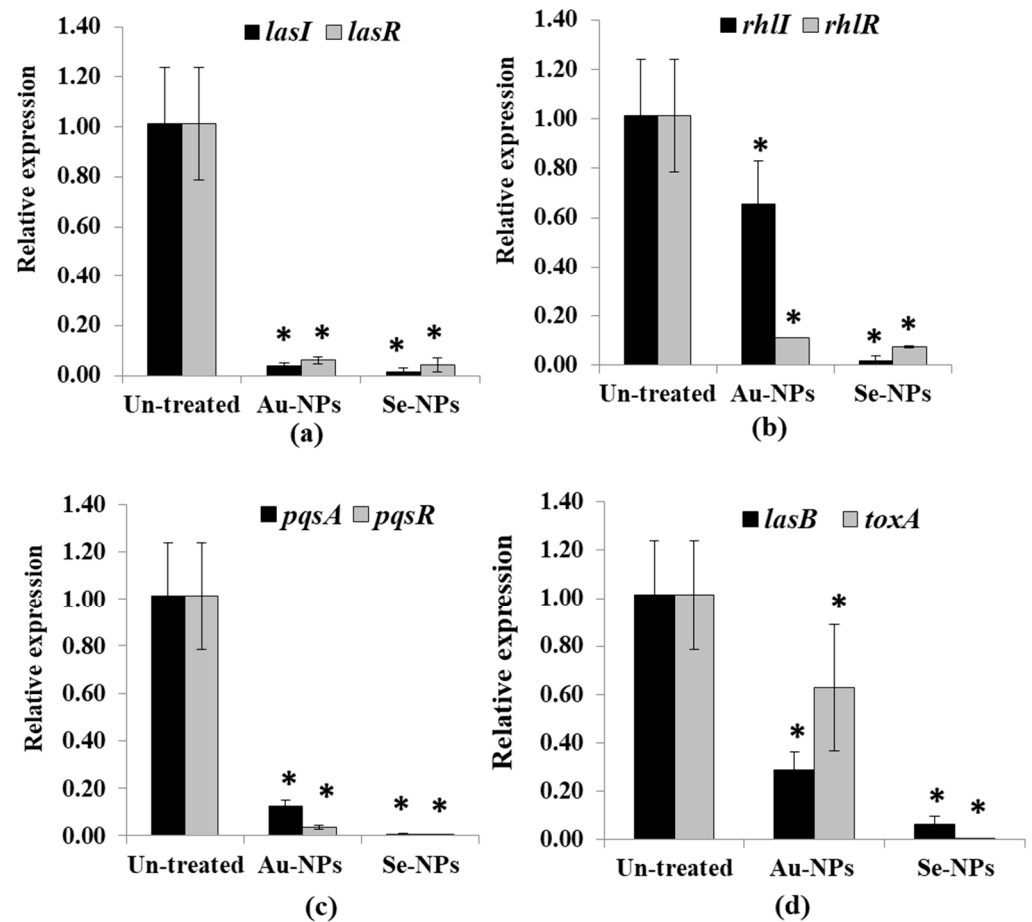 lasI lasR
Relative expression
1.40
1.20
1.00
0.80
0.60
0.40
0.20
0.00
* * * *
Un-treated Au-NPs Se-NPs
(a)
rhlI rhlR
Relative expression
1.40
1.20
1.00
0.80
0.60
0.40
0.20
0.00
* * * *
Un-treated Au-NPs Se-NPs
(b)
pqsA pqsR
Relative expression
1.40
1.20
1.00
0.80
0.60
0.40
0.20
0.00
* * * *
Un-treated Au-NPs Se-NPs
(c)
lasB toxA
Relative expression
1.40
1.20
1.00
0.80
0.60
0.40
0.20
0.00
* * * *
Un-treated Au-NPs Se-NPs
(d)